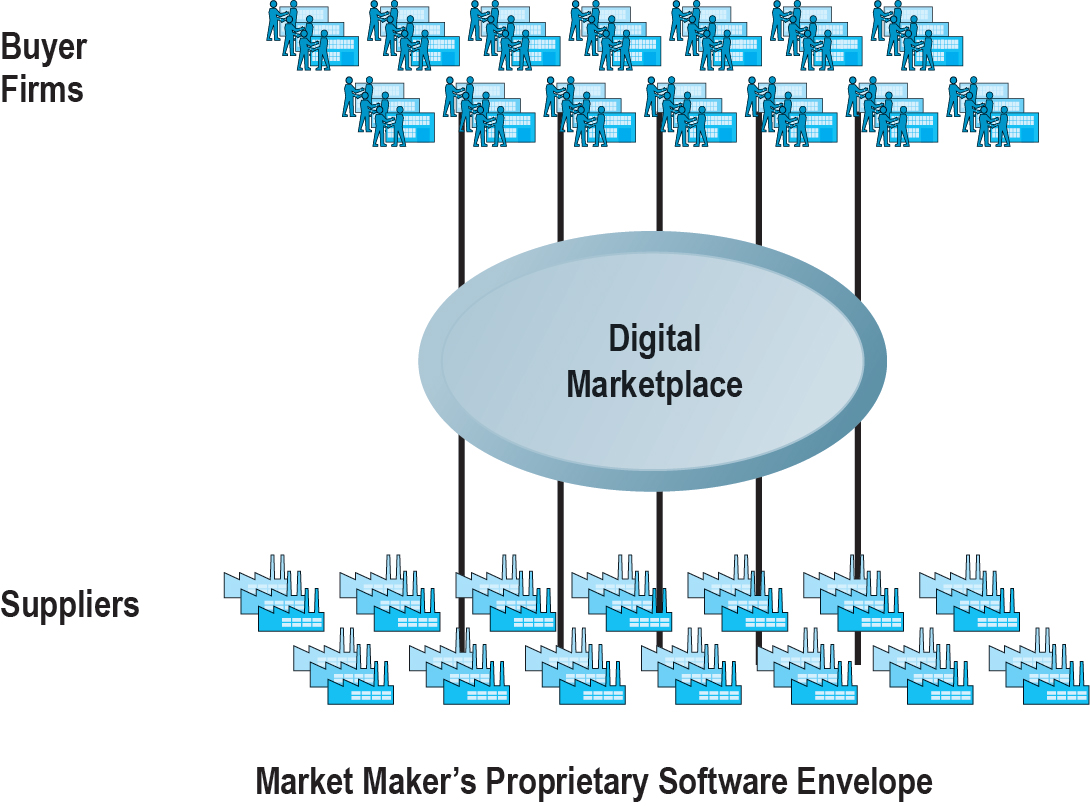 Buyer
Firms
Digital
Marketplace
Suppliers
Market Maker’s Proprietary Software Envelope